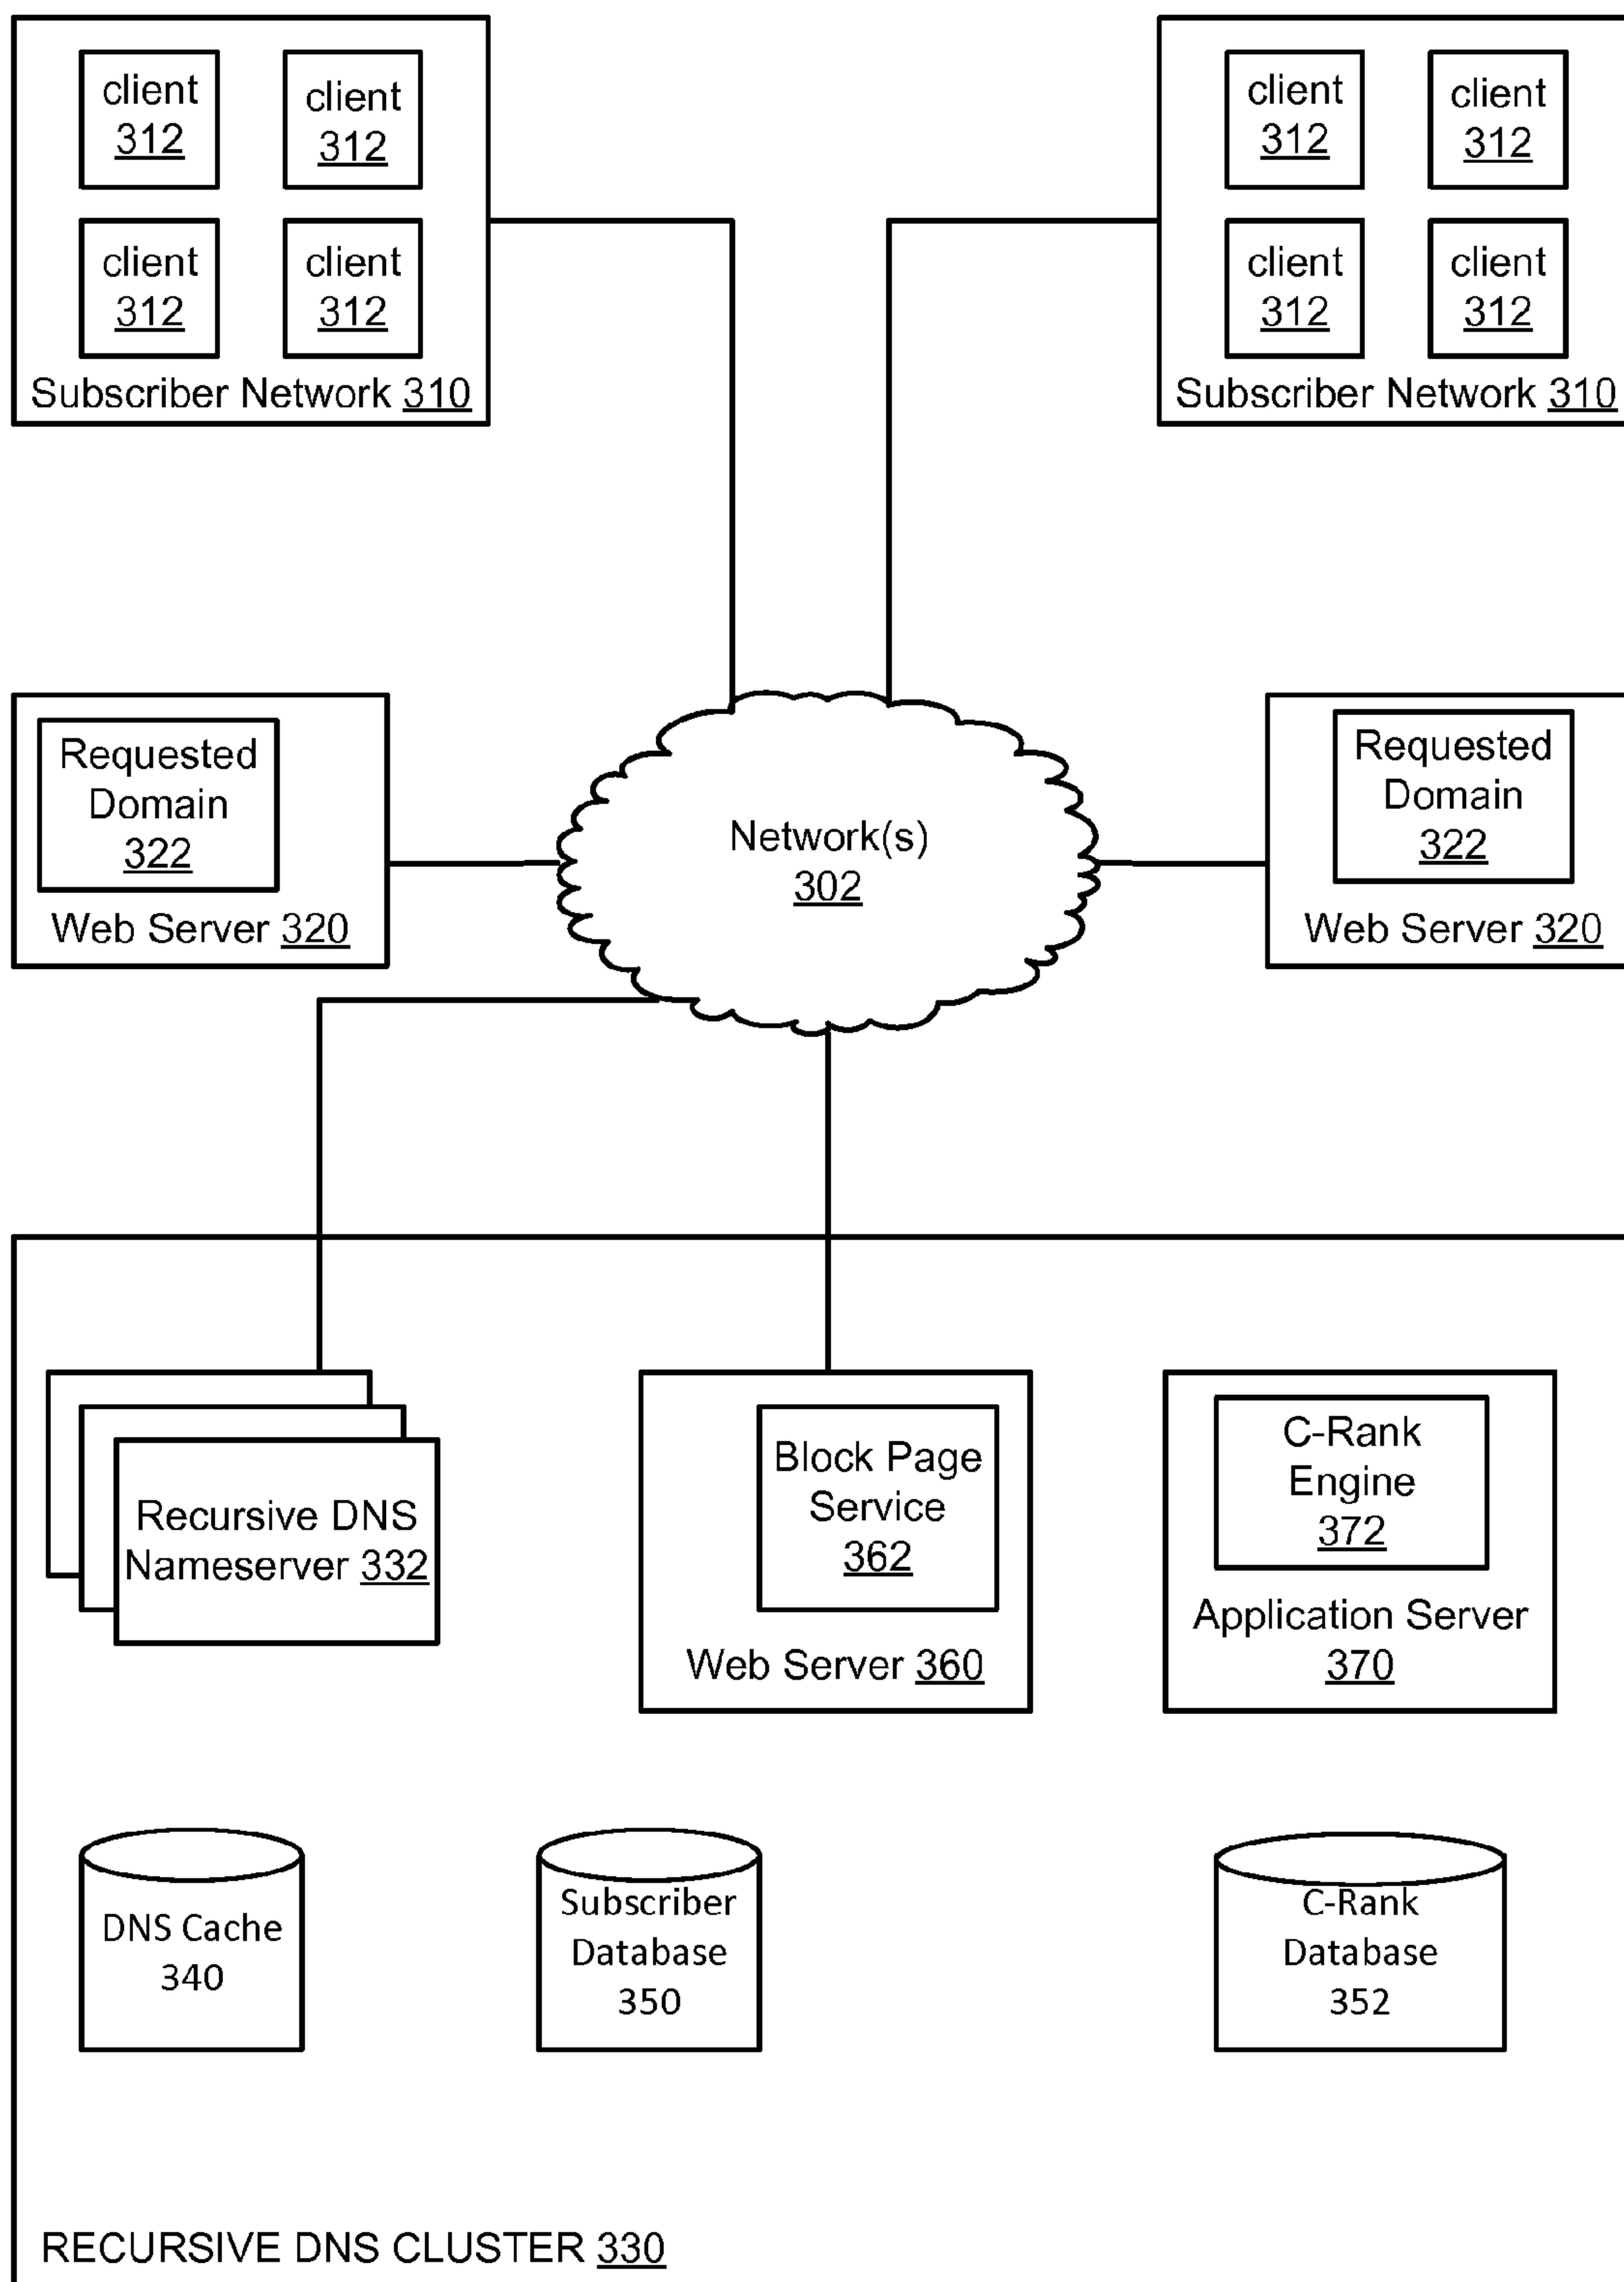 client
312
client
312
client
312
client
312
Subscriber Network 310
client
312
client
312
client
312
client
312
Subscriber Network 310
Requested
Domain
322
Web Server 320
Network(s)
302
Requested
Domain
322
Web Server 320
Recursive DNS
Nameserver 332
Block Page
Service
362
Web Server 360
C-Rank
Engine
372
Application Server
370
DNS Cache
340
Subscriber
Database
350
C-Rank
Database
352
RECURSIVE DNS CLUSTER 330